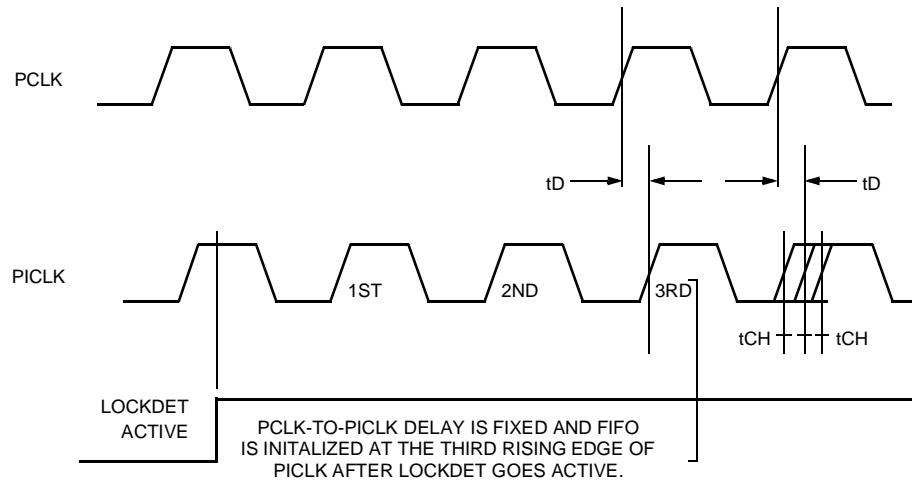 PCLK
tD
tD
PICLK
1ST
2ND
3RD
tCH
tCH
LOCKDET
ACTIVE
PCLK-TO-PICLK DELAY IS FIXED AND FIFO
IS INITALIZED AT THE THIRD RISING EDGE OF
PICLK AFTER LOCKDET GOES ACTIVE.